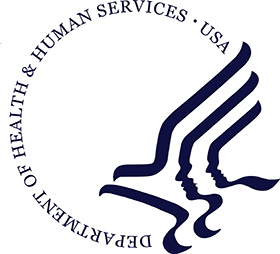 DEPARTMENT OF HEALTH & HUMAN SERVICES · USA